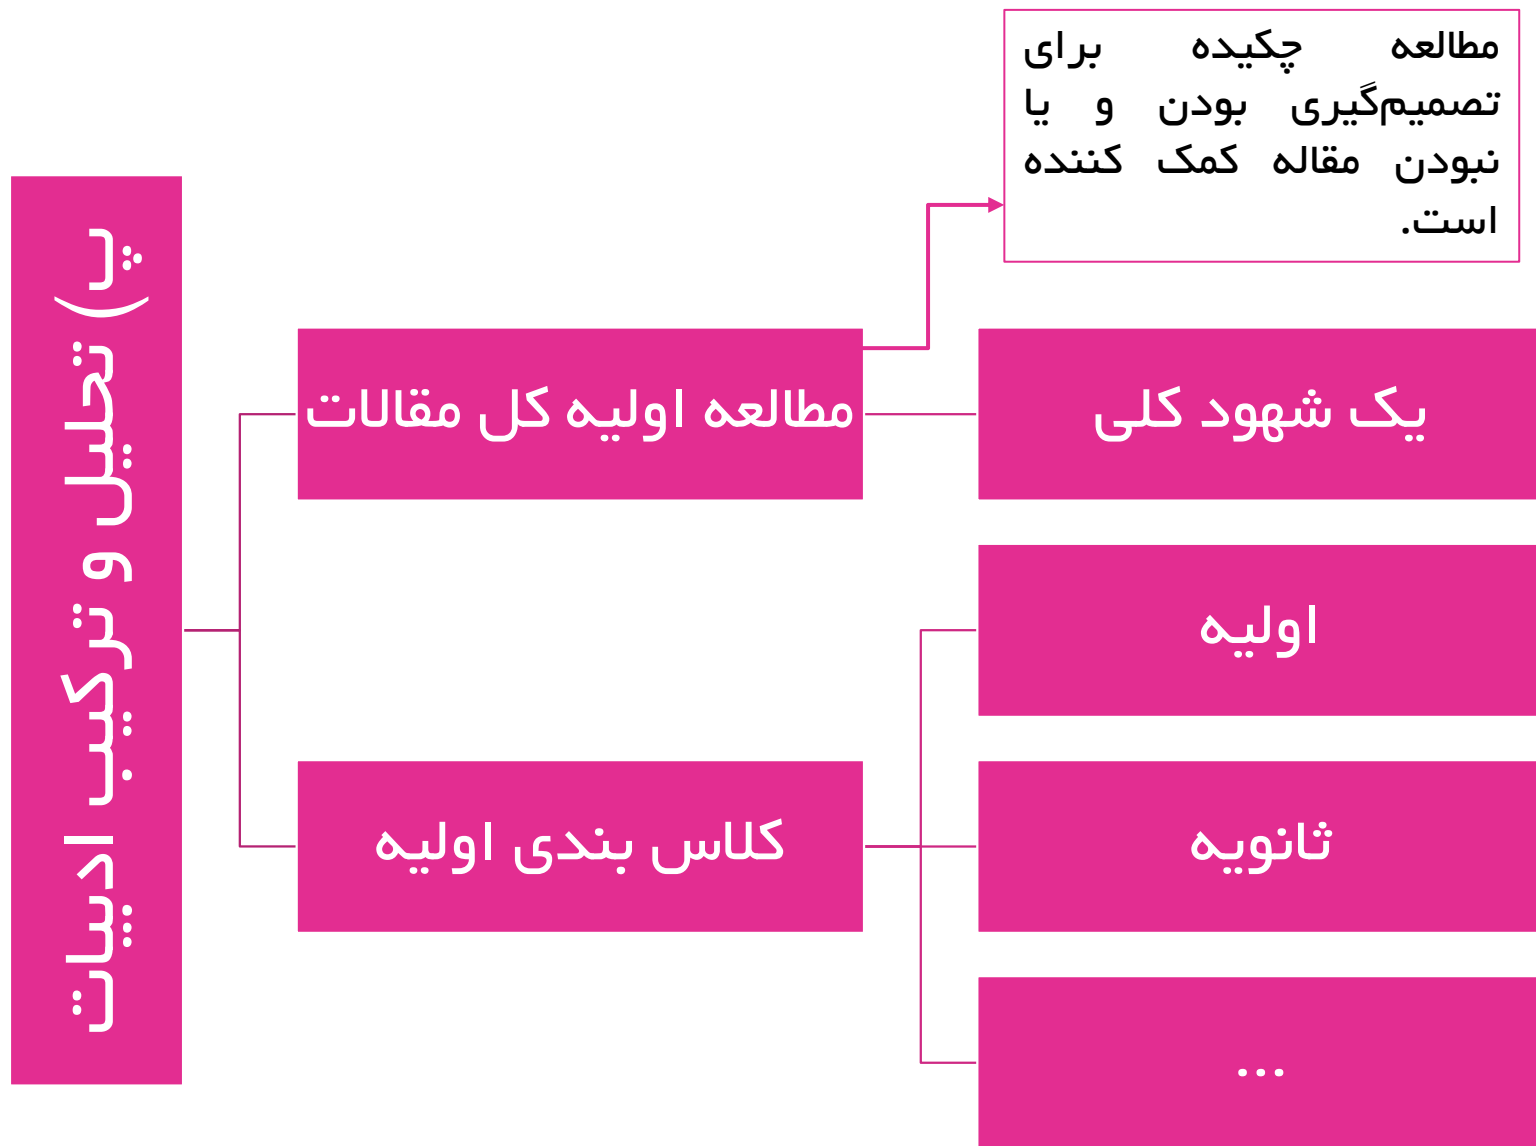 مطالعه چکیده برای
تصمیم‌گیری بودن و یا
نبودن مقاله کمک کننده
است.
پ) تحلیل و ترکیب ادبیات
مطالعه اولیه کل مقالات
یک شهود کلی
کلاس بندی اولیه
اولیه
ثانویه
...